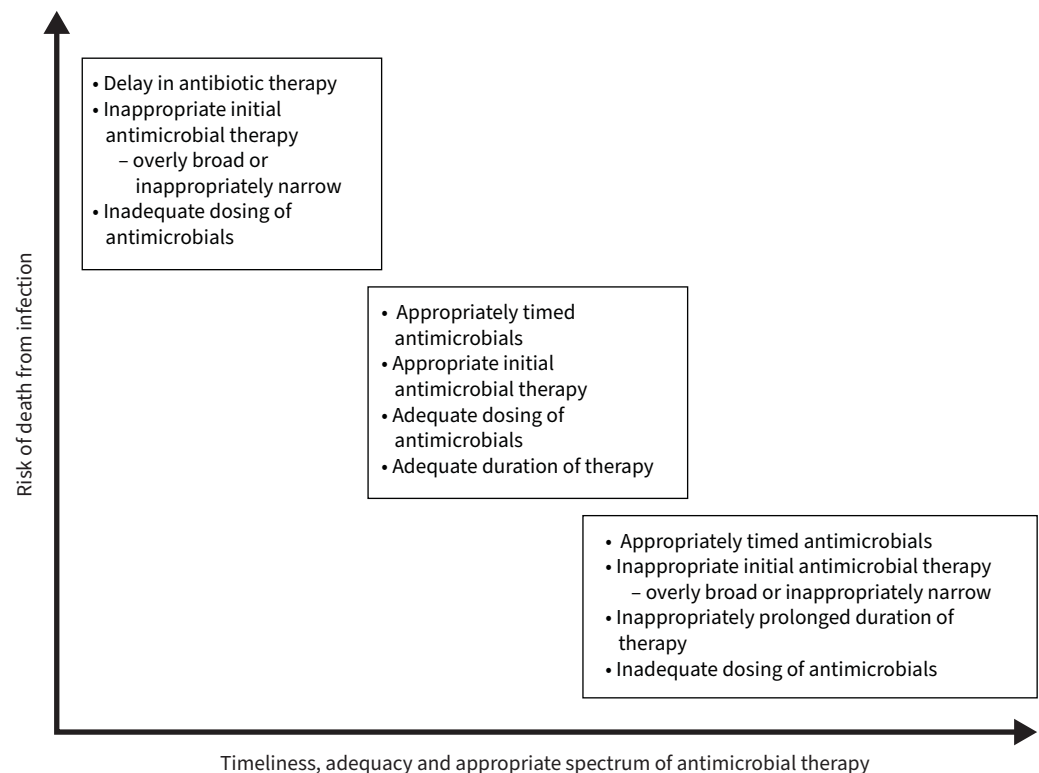 • Delay in antibiotic therapy
• Inappropriate initial
antimicrobial therapy
– overly broad or
inappropriately narrow
• Inadequate dosing of
antimicrobials
Risk of death from infection
• Appropriately timed
antimicrobials
• Appropriate initial
antimicrobial therapy
• Adequate dosing of
antimicrobials
• Adequate duration of therapy
• Appropriately timed antimicrobials
• Inappropriate initial antimicrobial therapy
– overly broad or inappropriately narrow
• Inappropriately prolonged duration of
therapy
• Inadequate dosing of antimicrobials
Timeliness, adequacy and appropriate spectrum of antimicrobial therapy